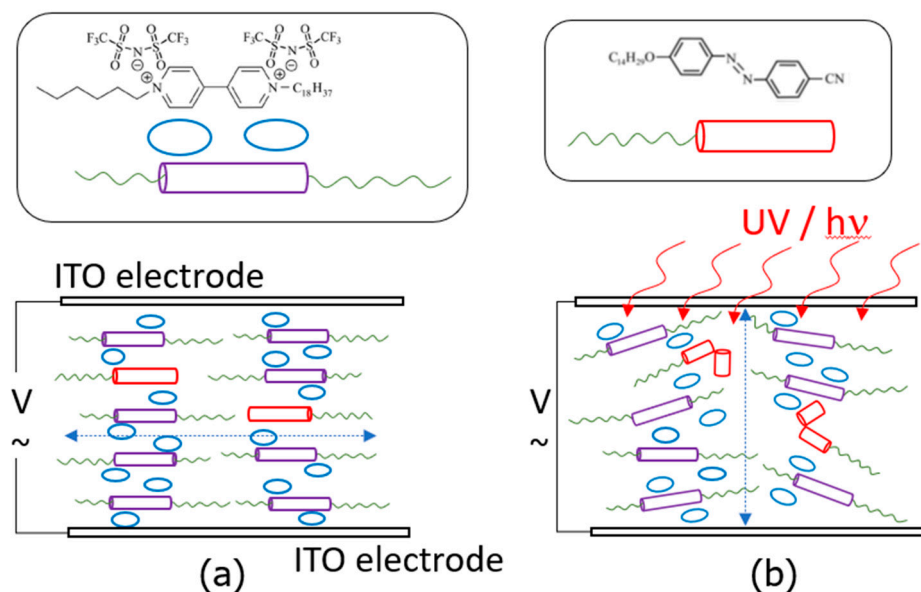 F₃C CF₃ F₃C CF₃
O O O O
S S S S
O N O O N O
⊖ ⊖
⊕ ⊕
N N C₁₈H₃₇
C₁₄H₂₉O
N
N
CN
UV / hν
ITO electrode
V
~
V
~
ITO electrode
(a)
(b)